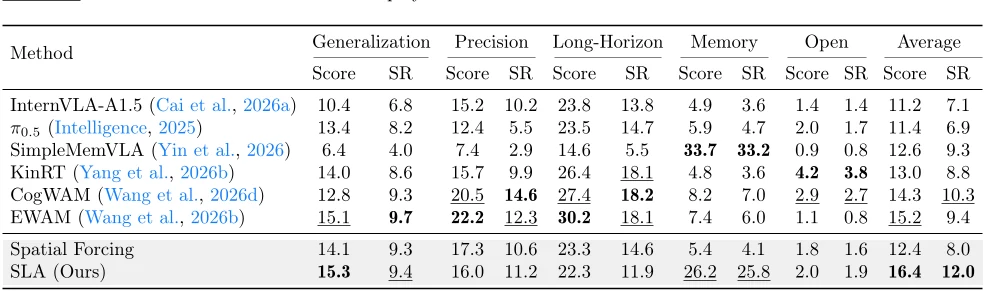 Method Generalization Precision Long-Horizon Memory Open Average
Score SR Score SR Score SR Score SR Score SR Score SR
InternVLA-A1.5 (Cai et al., 2026a) 10.4 6.8 15.2 10.2 23.8 13.8 4.9 3.6 1.4 1.4 11.2 7.1
π0.5 (Intelligence, 2025) 13.4 8.2 12.4 5.5 23.5 14.7 5.9 4.7 2.0 1.7 11.4 6.9
SimpleMemVLA (Yin et al., 2026) 6.4 4.0 7.4 2.9 14.6 5.5 33.7 33.2 0.9 0.8 12.6 9.3
KinRT (Yang et al., 2026b) 14.0 8.6 15.7 9.9 26.4 18.1 4.8 3.6 4.2 3.8 13.0 8.8
CogWAM (Wang et al., 2026d) 12.8 9.3 20.5 14.6 27.4 18.2 8.2 7.0 2.9 2.7 14.3 10.3
EWAM (Wang et al., 2026b) 15.1 9.7 22.2 12.3 30.2 18.1 7.4 6.0 1.1 0.8 15.2 9.4
Spatial Forcing 14.1 9.3 17.3 10.6 23.3 14.6 5.4 4.1 1.8 1.6 12.4 8.0
SLA (Ours) 15.3 9.4 16.0 11.2 22.3 11.9 26.2 25.8 2.0 1.9 16.4 12.0